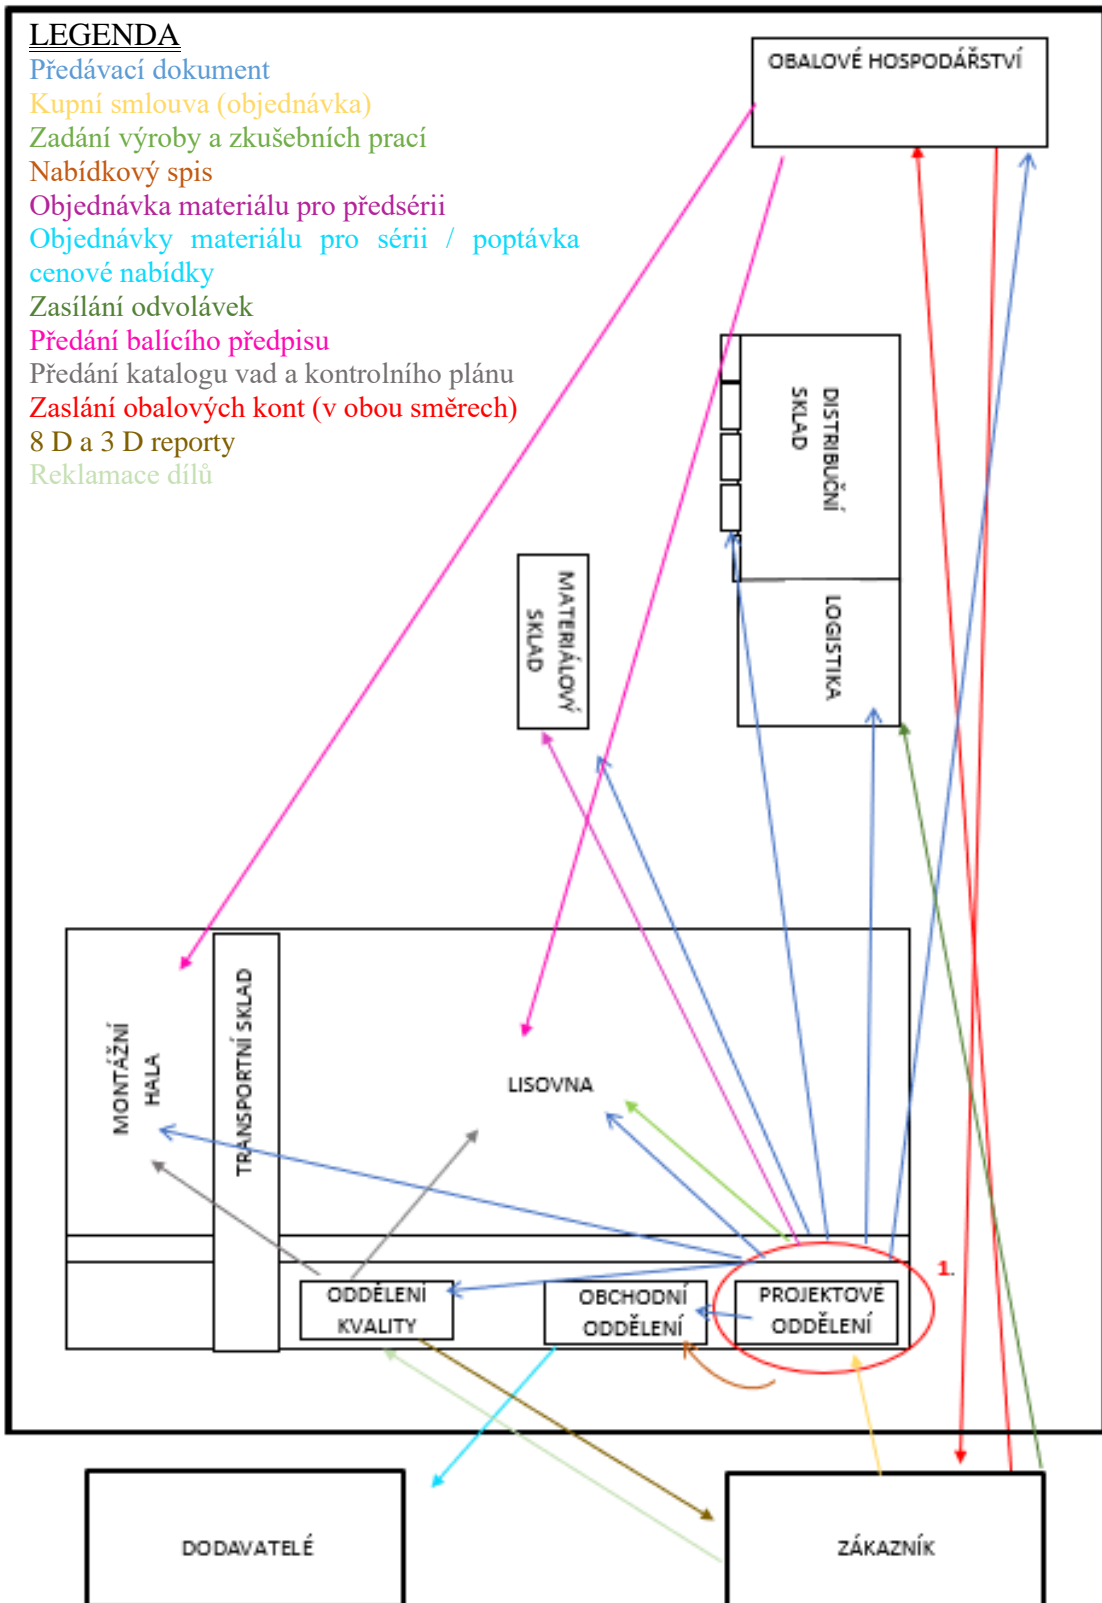 LEGENDA
Předávací dokument
Kupní smlouva (objednávka)
Zadání výroby a zkušebních prací
Nabídkový spis
Objednávka materiálu pro předsérii
Objednávky materiálu pro sérii / poptávka
cenové nabídky
Zasílání odvolávek
Předání balícího předpisu
Předání katalogu vad a kontrolního plánu
Zaslání obalových kont (v obou směrech)
8 D a 3 D reporty
Reklamace dílů
OBALOVÉ HOSPODÁŘSTVÍ
DISTRIBUČNÍ
SKLAD
MATERIÁLOVÝ
SKLAD
LOGISTIKA
MONTÁŽNÍ
HALA
TRANSPORTNÍ SKLAD
LISOVNA
1.
ODDĚLENÍ
KVALITY
OBCHODNÍ
ODDĚLENÍ
PROJEKTOVÉ
ODDĚLENÍ
DODAVATELÉ
ZÁKAZNÍK